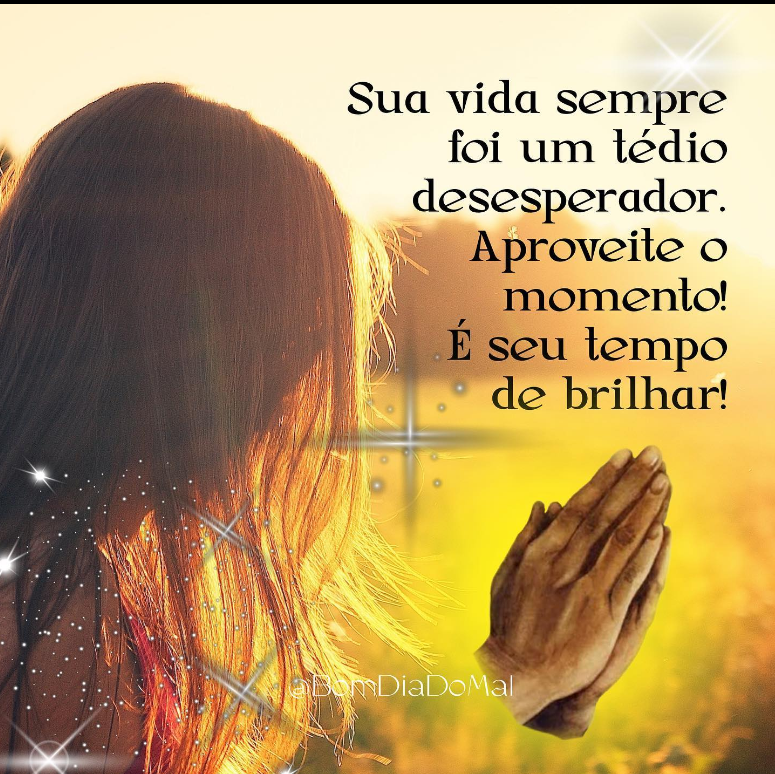 Sua vida sempre
foi um tédio
desesperador.
Aproveite o
momento!
É seu tempo
de brilhar!
@BomDiaDoMal